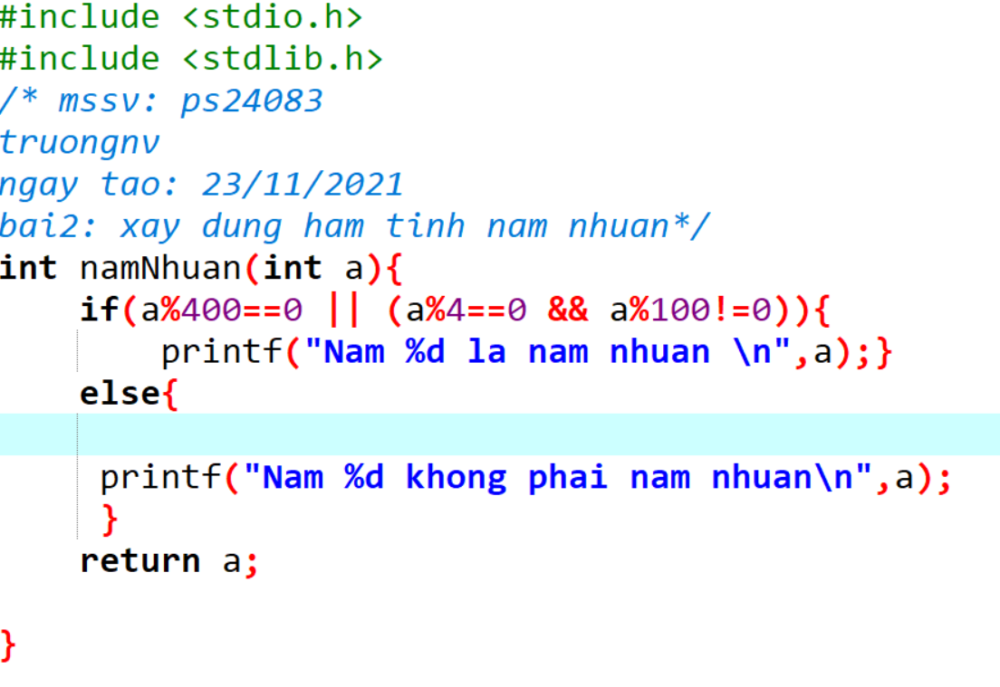 #include <stdio.h>
#include <stdlib.h>
/* mssv: ps24083
truongnv
ngay tao: 23/11/2021
bai2: xay dung ham tinh nam nhuan*/
int namNhuan(int a){
    if(a%400==0 || (a%4==0 && a%100!=0)){
        printf("Nam %d la nam nhuan \n",a);}
    else{
     printf("Nam %d khong phai nam nhuan\n",a);
     }
    return a;
}